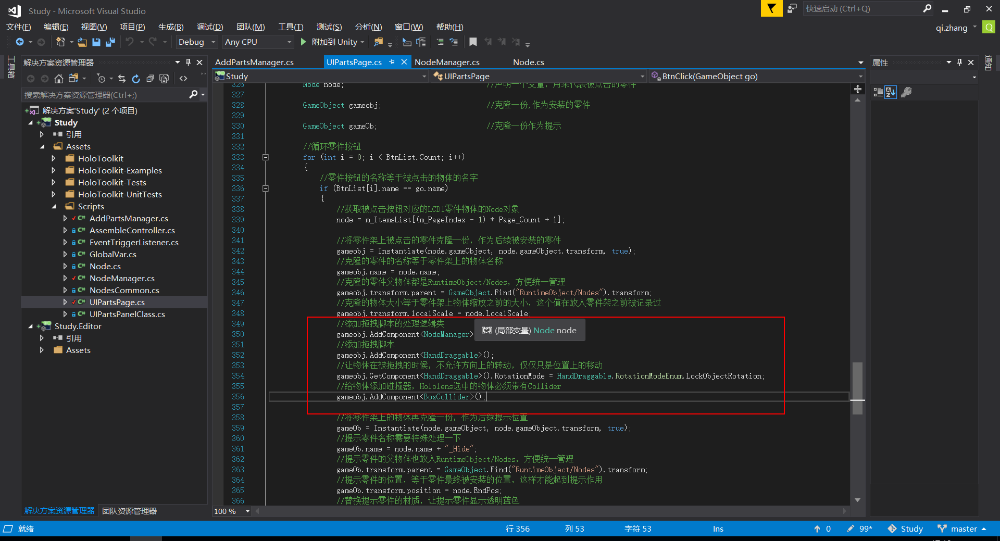 Study - Microsoft Visual Studio
快速启动 (Ctrl+Q)
文件(F) 编辑(E) 视图(V) 项目(P) 生成(B) 调试(D) 团队(M) 工具(T) 测试(S) 分析(N) 窗口(W) 帮助(H)
qi.zhang Q
Debug Any CPU 附加到 Unity
工具箱
解决方案资源管理器
搜索解决方案资源管理器(Ctrl+;)
解决方案'Study' (2 个项目)
Study
引用
Assets
HoloToolkit
HoloToolkit-Examples
HoloToolkit-Tests
HoloToolkit-UnitTests
Scripts
C# AddPartsManager.cs
C# AssembleController.cs
C# EventTriggerListener.cs
C# GlobalVar.cs
C# Node.cs
C# NodeManager.cs
C# NodesCommon.cs
C# UIPartsPage.cs
C# UIPartsPanelClass.cs
Study.Editor
引用
Assets
解决方案资源管理器 团队资源管理器
AddPartsManager.cs UIPartsPage.cs NodeManager.cs Node.cs
Study UIPartsPage BtnClick(GameObject go)
326 Node node; //声明一个变量，用来代表被点击的零件
327
328 GameObject gameobj; //克隆一份,作为安装的零件
329
330 GameObject gameOb; //克隆一份作为提示
331
332 //循环零件按钮
333 for (int i = 0; i < BtnList.Count; i++)
334 {
335 //零件按钮的名称等于被点击的物体的名字
336 if (BtnList[i].name == go.name)
337 {
338 //获取被点击按钮对应的LCD1零件物体的Node对象
339 node = m_ItemsList[(m_PageIndex - 1) * Page_Count + i];
340
341 //将零件架上被点击的零件克隆一份，作为后续被安装的零件
342 gameobj = Instantiate(node.gameObject, node.gameObject.transform, true);
343 //克隆的零件的名称等于零件架上的物体名称
344 gameobj.name = node.name;
345 //克隆的零件父物体都是RuntimeObject/Nodes，方便统一管理
346 gameobj.transform.parent = GameObject.Find("RuntimeObject/Nodes").transform;
347 //克隆的物体大小等于零件架上物体缩放之前的大小，这个值在放入零件架之前被记录过
348 gameobj.transform.localScale = node.LocalScale;
349 //添加拖拽脚本的处理逻辑类
350 gameobj.AddComponent<NodeManager>
(局部变量) Node node
351 //添加拖拽脚本
352 gameobj.AddComponent<HandDraggable>();
353 //让物体在被拖拽的时候，不允许方向上的转动，仅仅只是位置上的移动
354 gameobj.GetComponent<HandDraggable>().RotationMode = HandDraggable.RotationModeEnum.LockObjectRotation;
355 //给物体添加碰撞器，Hololens选中的物体必须带有Collider
356 gameobj.AddComponent<BoxCollider>();
357
358 //将零件架上的物体再克隆一份，作为后续提示位置
359 gameOb = Instantiate(node.gameObject, node.gameObject.transform, true);
360 //提示零件名称需要特殊处理一下
361 gameOb.name = node.name + "_Hide";
362 //提示零件的父物体也放入RuntimeObject/Nodes，方便统一管理
363 gameOb.transform.parent = GameObject.Find("RuntimeObject/Nodes").transform;
364 //提示零件的位置，等于零件最终被安装的位置，这样才能起到提示作用
365 gameOb.transform.position = node.EndPos;
366 //替换提示零件的材质，让提示零件显示透明蓝色
100 %
属性
通知
就绪 行 356 列 53 字符 53 Ins 0 99* Study master